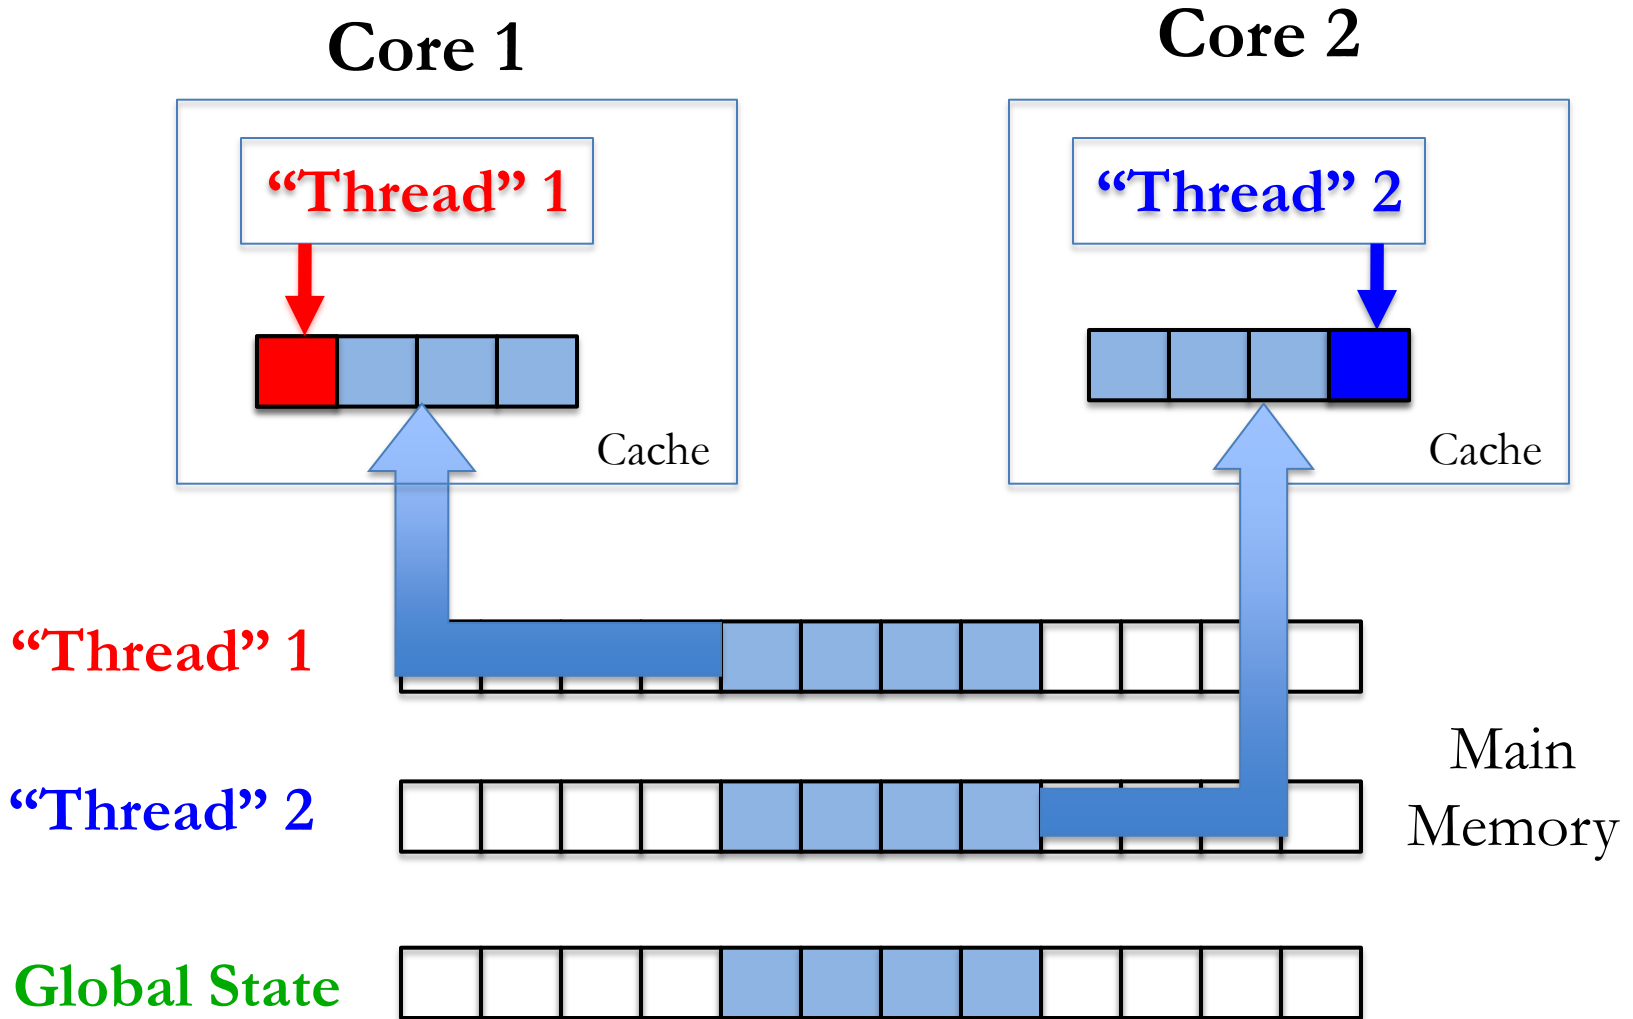 Core 1
Core 2
“Thread” 1
“Thread” 2
Cache
Cache
“Thread” 1
“Thread” 2
Main
Memory
Global State